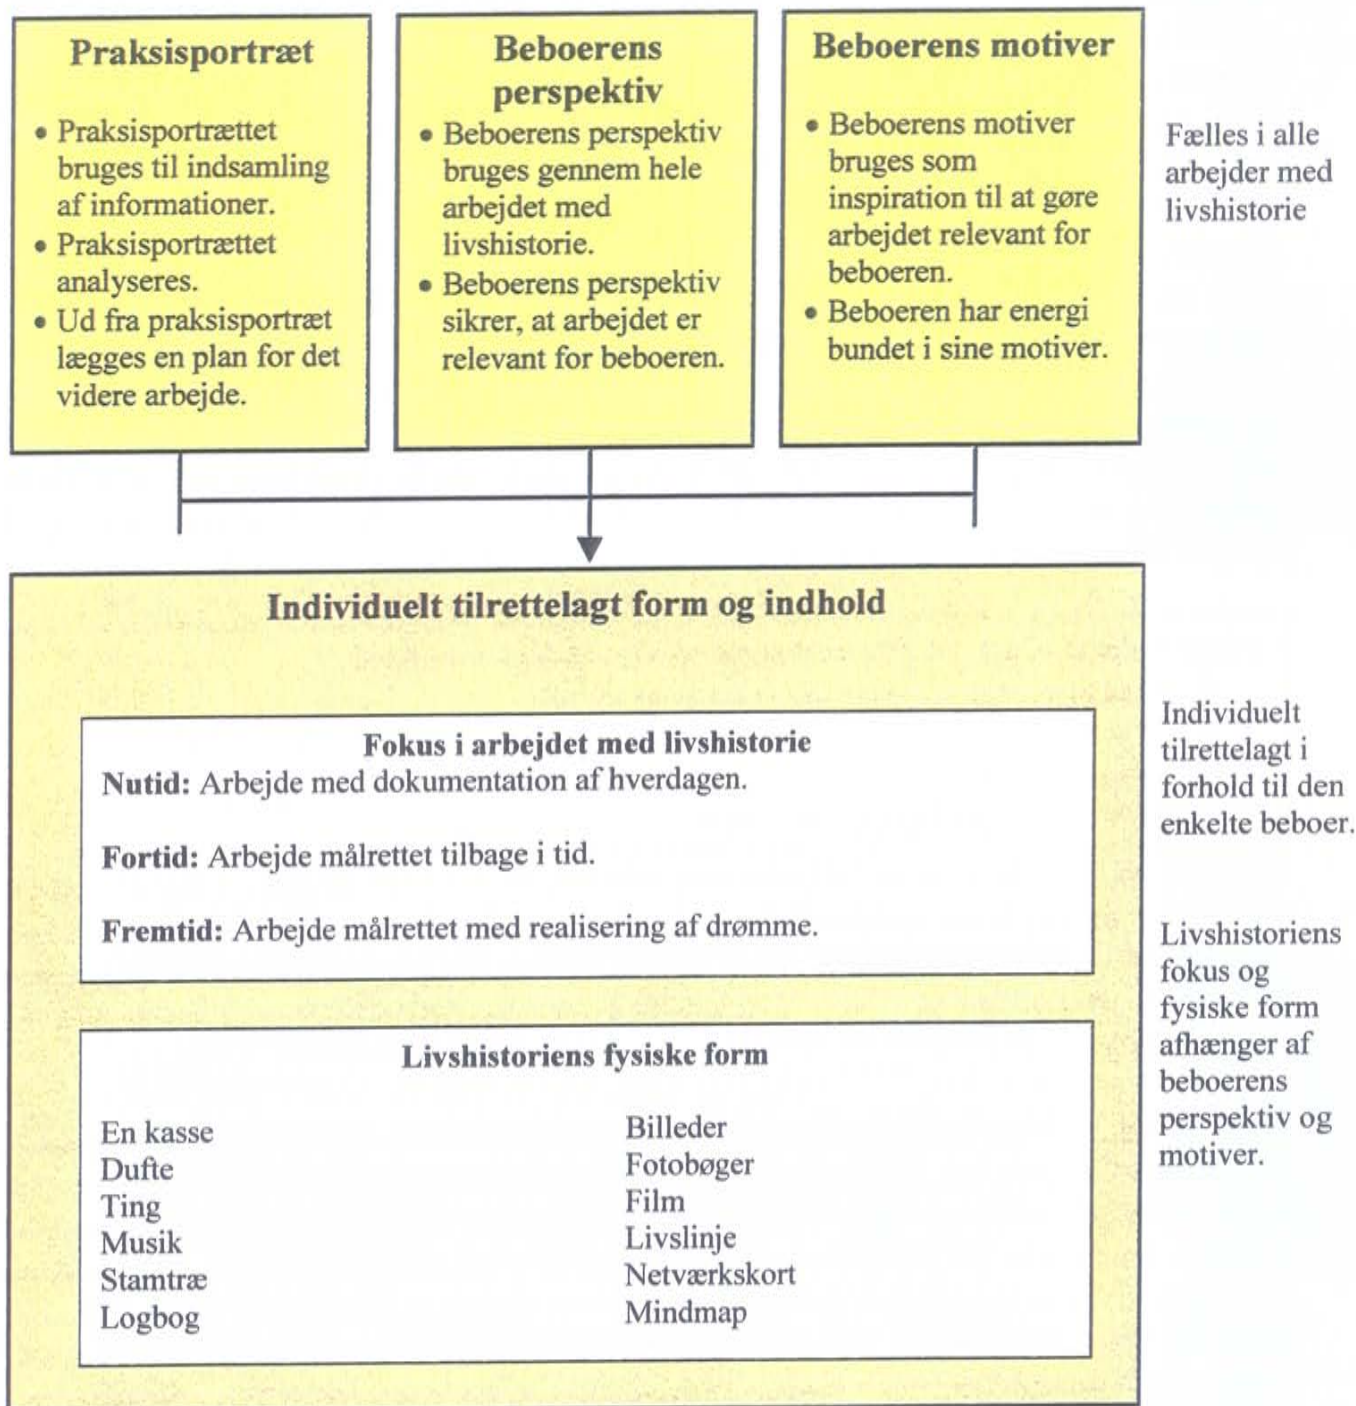 Praksisportræt
• Praksisportrættet
bruges til indsamling
af informationer.
• Praksisportrættet
analyseres.
• Ud fra praksisportræt
lægges en plan for det
videre arbejde.
Beboerens
perspektiv
• Beboerens perspektiv
bruges gennem hele
arbejdet med
livshistorie.
• Beboerens perspektiv
sikrer, at arbejdet er
relevant for beboeren.
Beboerens motiver
• Beboerens motiver
bruges som
inspiration til at gøre
arbejdet relevant for
beboeren.
• Beboeren har energi
bundet i sine motiver.
Fælles i alle
arbejder med
livshistorie
Individuelt tilrettelagt form og indhold
Fokus i arbejdet med livshistorie
Nutid: Arbejde med dokumentation af hverdagen.
Fortid: Arbejde målrettet tilbage i tid.
Fremtid: Arbejde målrettet med realisering af drømme.
Livshistoriens fysiske form
En kasse
Dufte
Ting
Musik
Stamtræ
Logbog
Billeder
Fotobøger
Film
Livslinje
Netværkskort
Mindmap
Individuelt
tilrettelagt i
forhold til den
enkelte beboer.
Livshistoriens
fokus og
fysiske form
afhænger af
beboerens
perspektiv og
motiver.